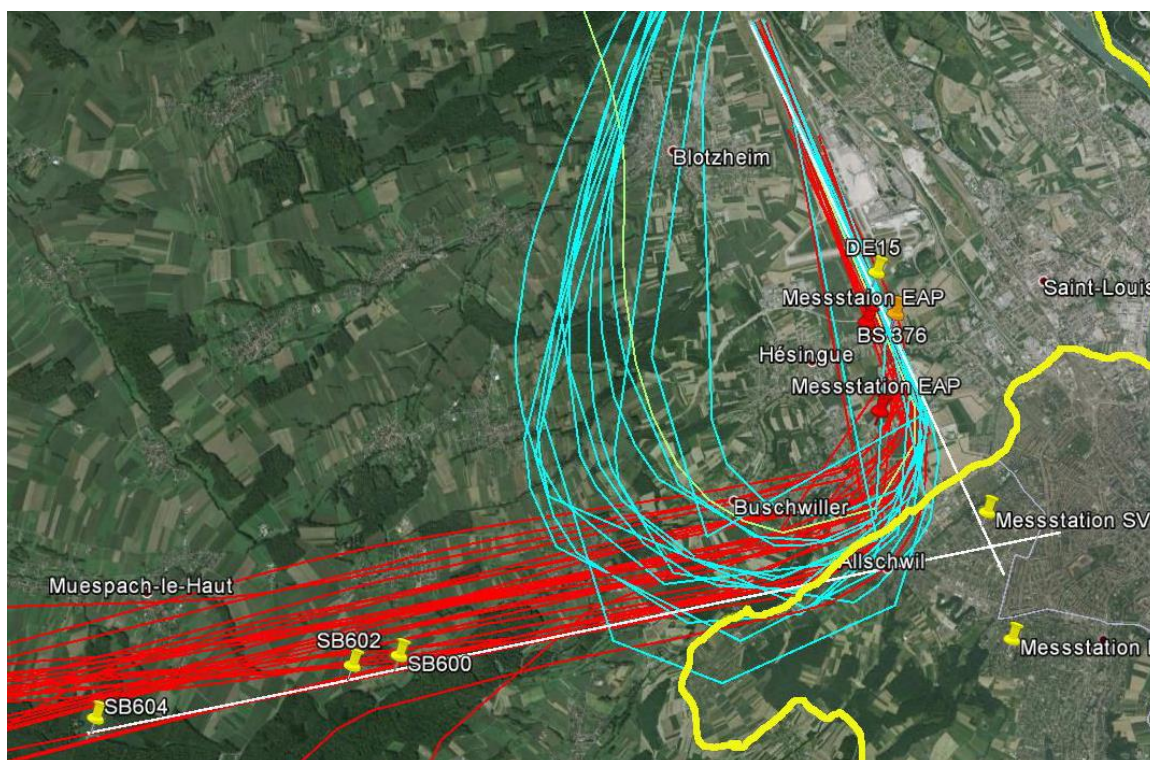 Blotzheim
DE15
Messstaion EAP
Saint-Louis
BS 376
Hésingue
Messstation EAP
Buschwiller
Messstation SV
Allschwil
Muespach-le-Haut
SB602
SB600
Messstation
SB604